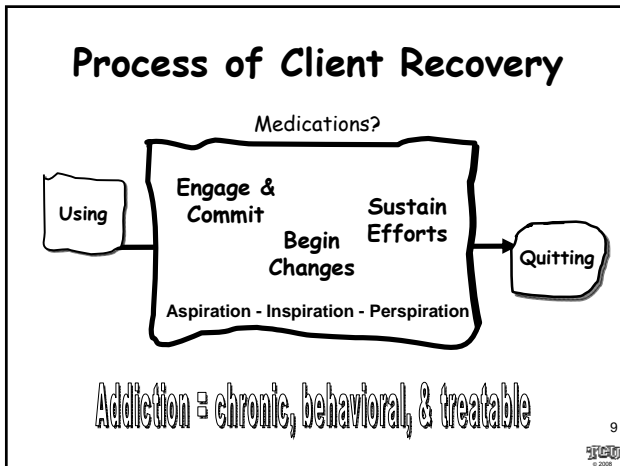 Process of Client Recovery
Medications?
Using
Engage &
Commit
Begin
Changes
Sustain
Efforts
Quitting
Aspiration - Inspiration - Perspiration
Addiction = chronic, behavioral, & treatable
9
TCU
© 2008